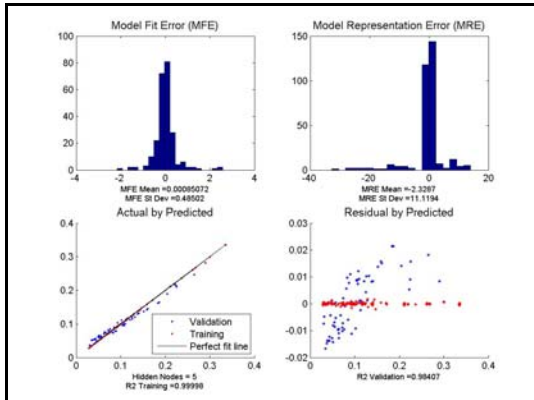 Model Fit Error (MFE)
100
80
60
40
20
0
-4
-2
0
2
4
MFE Mean =0.00085072
MFE St Dev =0.48502
Model Representation Error (MRE)
150
100
50
0
-40
-20
0
20
MRE Mean =-2.3287
MRE St Dev =11.1194
Actual by Predicted
0.4
0.3
0.2
0.1
0
0
0.1
0.2
0.3
0.4
Validation
Training
Perfect fit line
Hidden Nodes = 5
R2 Training =0.99998
Residual by Predicted
0.03
0.02
0.01
0
-0.01
-0.02
0
0.1
0.2
0.3
0.4
R2 Validation =0.98407